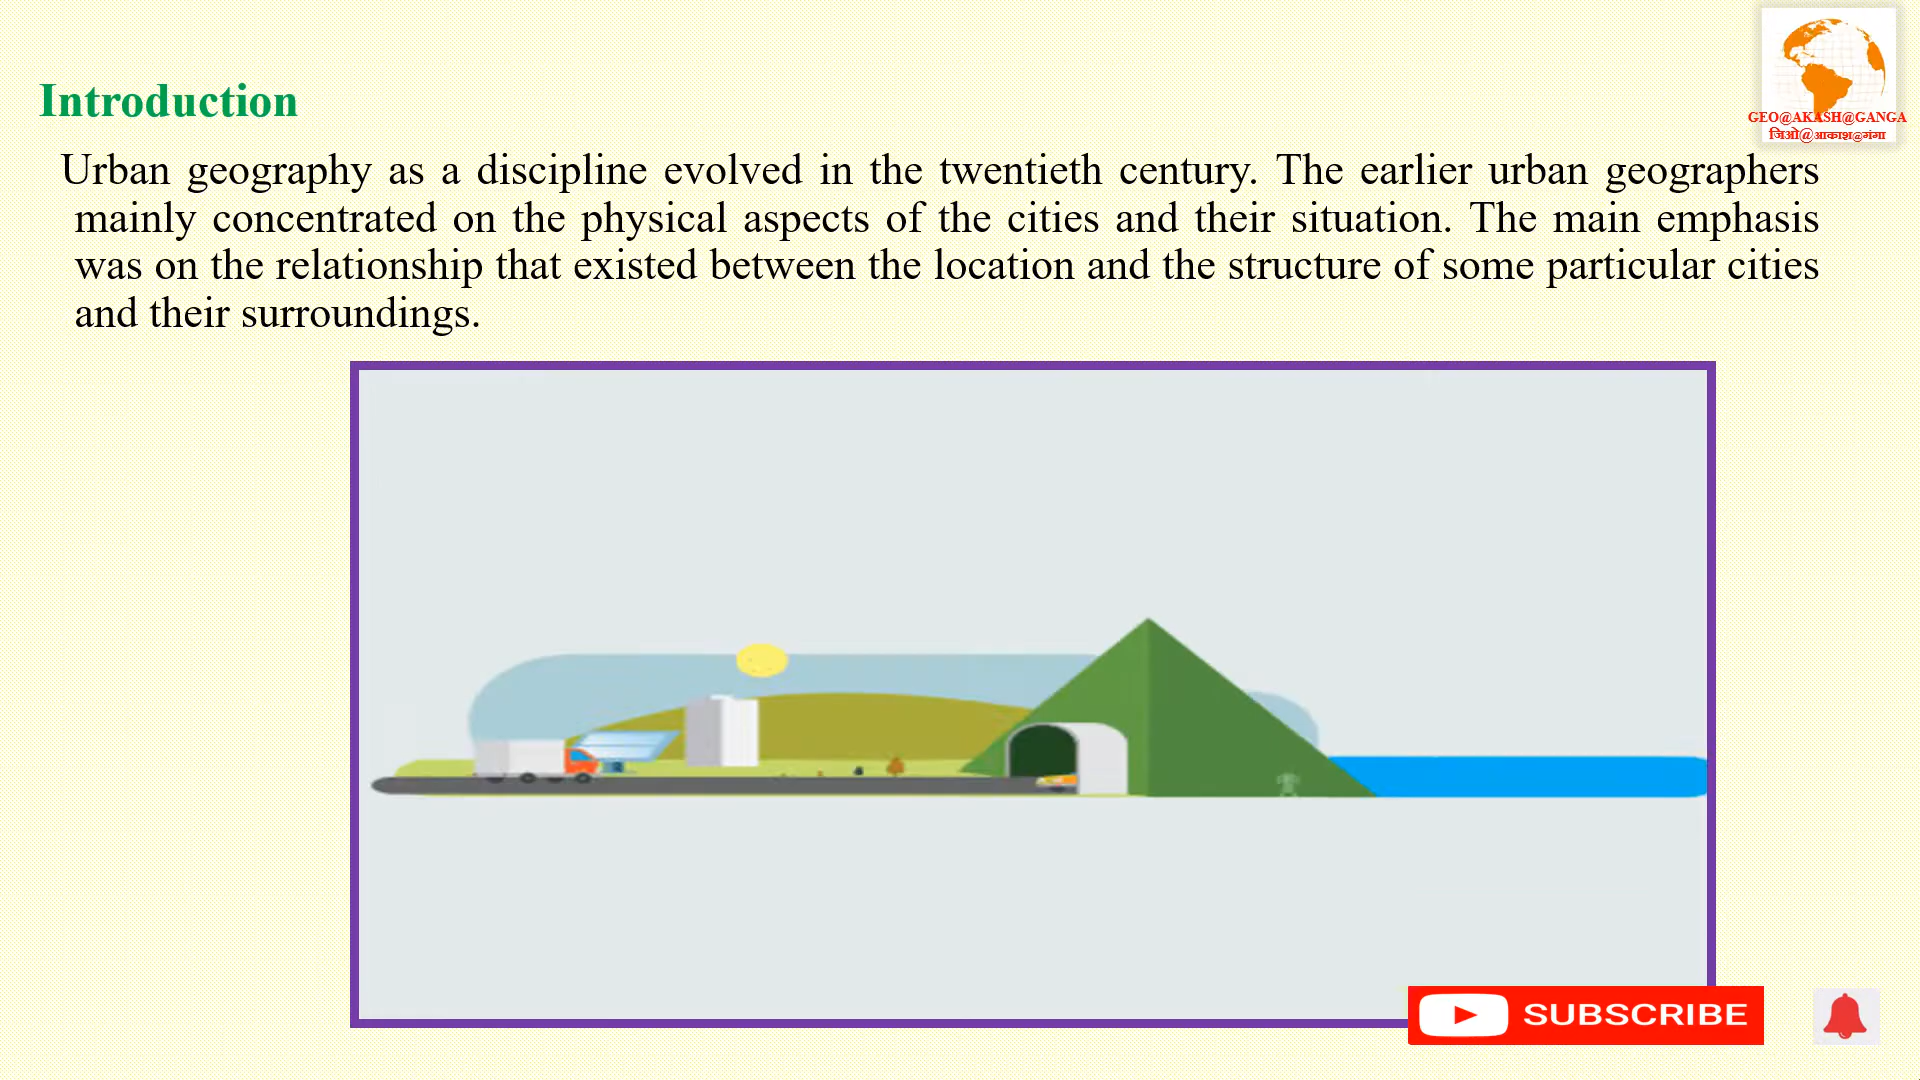 GEO@AKASH@GANGA
जिओ@आकाश@गंगा
Introduction
Urban geography as a discipline evolved in the twentieth century. The earlier urban geographers
mainly concentrated on the physical aspects of the cities and their situation. The main emphasis
was on the relationship that existed between the location and the structure of some particular cities
and their surroundings.
SUBSCRIBE